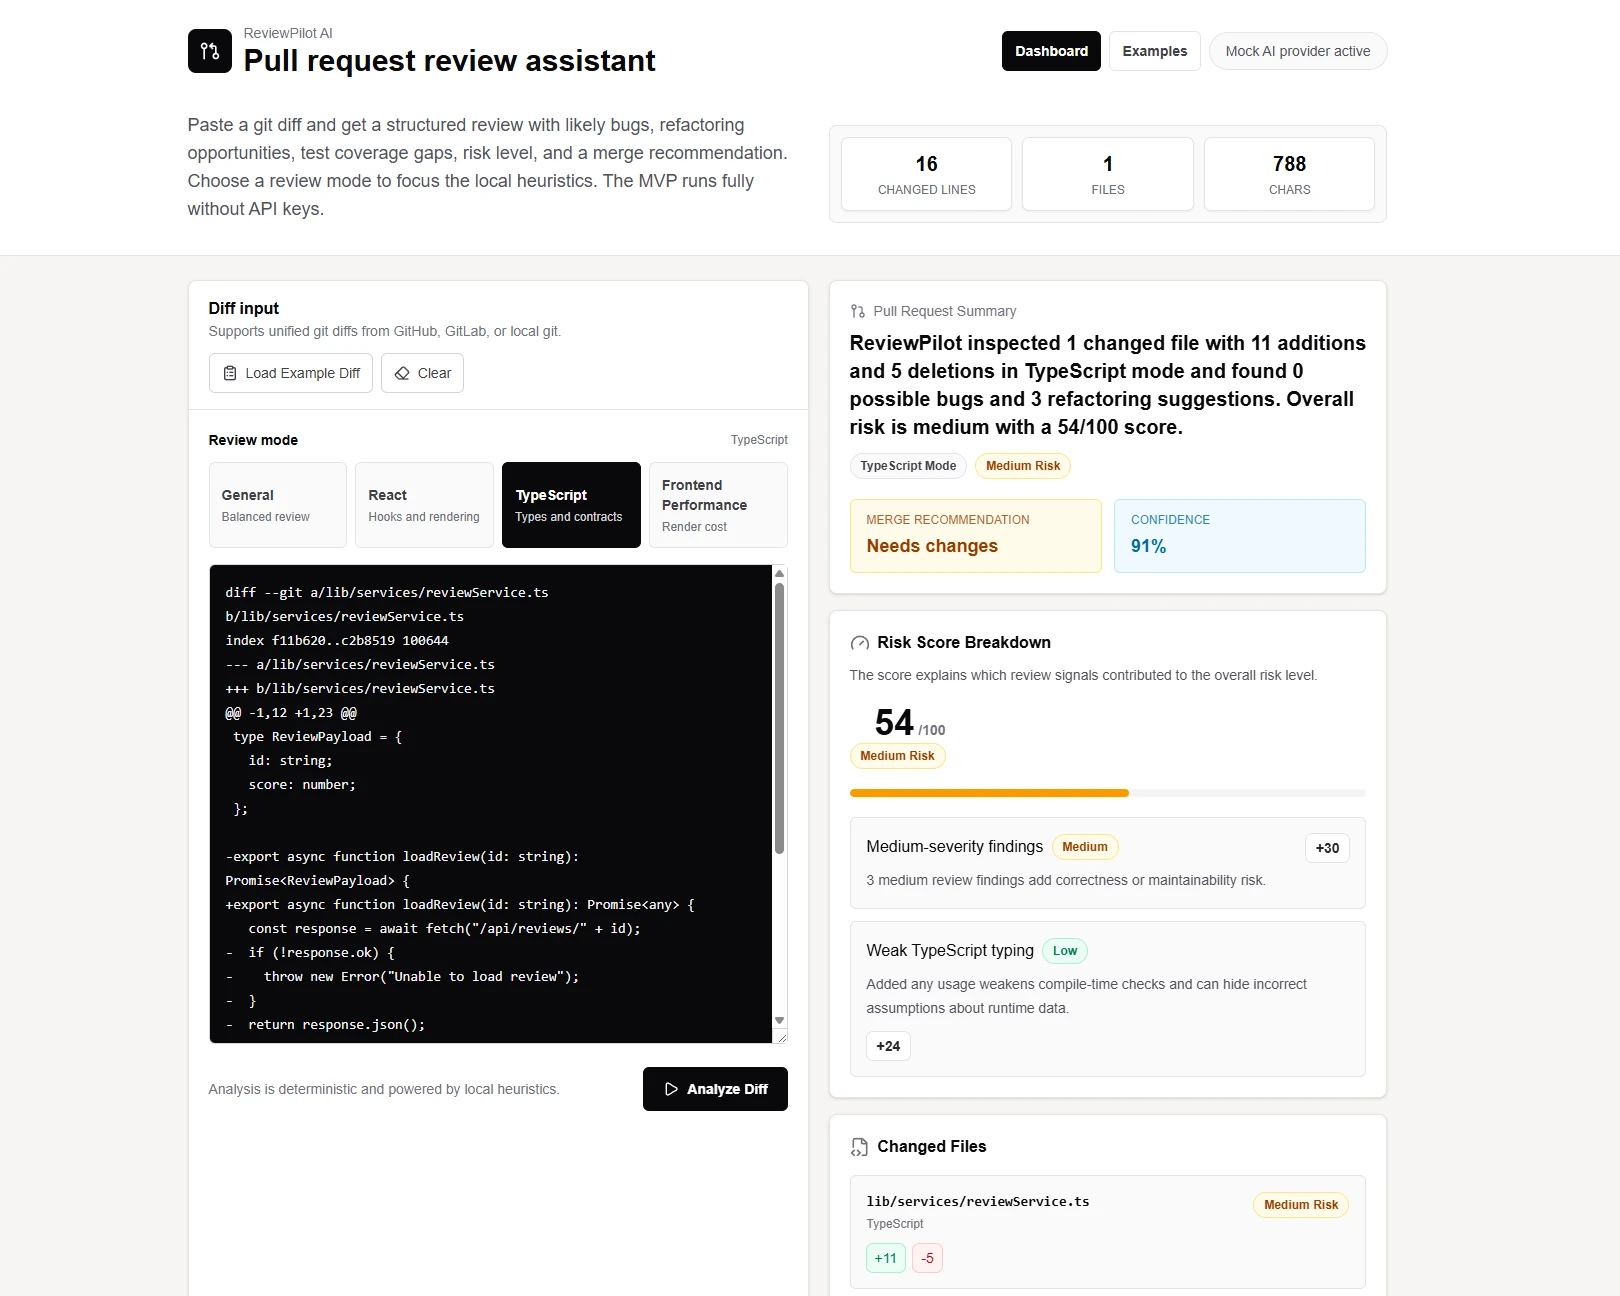 ReviewPilot AI
Pull request review assistant
Dashboard
Examples
Mock AI provider active
Paste a git diff and get a structured review with likely bugs, refactoring
opportunities, test coverage gaps, risk level, and a merge recommendation.
Choose a review mode to focus the local heuristics. The MVP runs fully
without API keys.
16
CHANGED LINES
1
FILES
788
CHARS
Diff input
Supports unified git diffs from GitHub, GitLab, or local git.
Load Example Diff
Clear
Review mode
TypeScript
General
Balanced review
React
Hooks and rendering
TypeScript
Types and contracts
Frontend
Performance
Render cost
diff --git a/lib/services/reviewService.ts
b/lib/services/reviewService.ts
index f11b620..c2b8519 100644
--- a/lib/services/reviewService.ts
+++ b/lib/services/reviewService.ts
@@ -1,12 +1,23 @@
 type ReviewPayload = {
   id: string;
   score: number;
 };
-export async function loadReview(id: string):
Promise<ReviewPayload> {
+export async function loadReview(id: string): Promise<any> {
   const response = await fetch("/api/reviews/" + id);
-  if (!response.ok) {
-    throw new Error("Unable to load review");
-  }
-  return response.json();
Analysis is deterministic and powered by local heuristics.
Analyze Diff
Pull Request Summary
ReviewPilot inspected 1 changed file with 11 additions
and 5 deletions in TypeScript mode and found 0
possible bugs and 3 refactoring suggestions. Overall
risk is medium with a 54/100 score.
TypeScript Mode
Medium Risk
MERGE RECOMMENDATION
Needs changes
CONFIDENCE
91%
Risk Score Breakdown
The score explains which review signals contributed to the overall risk level.
54 /100
Medium Risk
Medium-severity findings
Medium
+30
3 medium review findings add correctness or maintainability risk.
Weak TypeScript typing
Low
Added any usage weakens compile-time checks and can hide incorrect
assumptions about runtime data.
+24
Changed Files
lib/services/reviewService.ts
Medium Risk
TypeScript
+11
-5